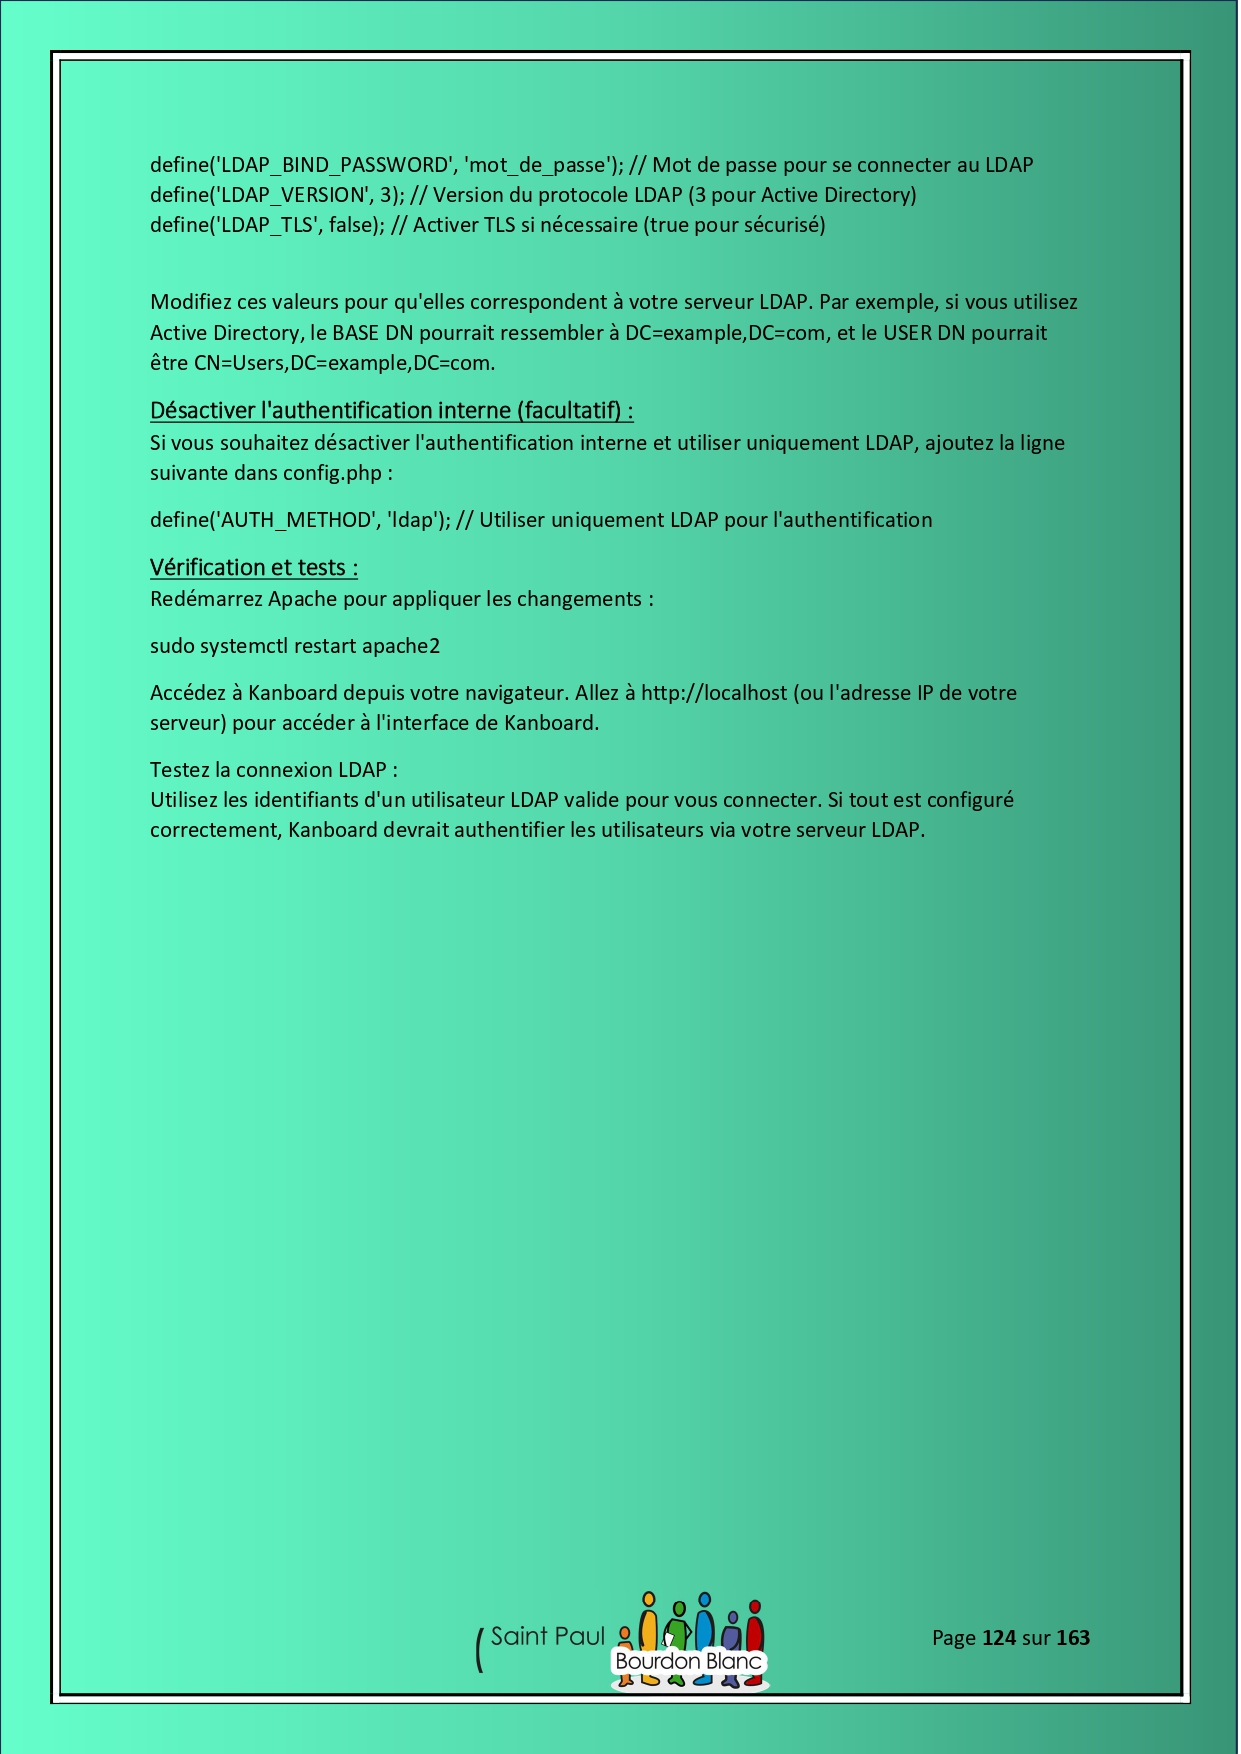 define('LDAP_BIND_PASSWORD', 'mot_de_passe'); // Mot de passe pour se connecter au LDAP
define('LDAP_VERSION', 3); // Version du protocole LDAP (3 pour Active Directory)
define('LDAP_TLS', false); // Activer TLS si nécessaire (true pour sécurisé)
Modifiez ces valeurs pour qu'elles correspondent à votre serveur LDAP. Par exemple, si vous utilisez
Active Directory, le BASE DN pourrait ressembler à DC=example,DC=com, et le USER DN pourrait
être CN=Users,DC=example,DC=com.
Désactiver l'authentification interne (facultatif) :
Si vous souhaitez désactiver l'authentification interne et utiliser uniquement LDAP, ajoutez la ligne
suivante dans config.php :
define('AUTH_METHOD', 'ldap'); // Utiliser uniquement LDAP pour l'authentification
Vérification et tests :
Redémarrez Apache pour appliquer les changements :
sudo systemctl restart apache2
Accédez à Kanboard depuis votre navigateur. Allez à http://localhost (ou l'adresse IP de votre
serveur) pour accéder à l'interface de Kanboard.
Testez la connexion LDAP :
Utilisez les identifiants d'un utilisateur LDAP valide pour vous connecter. Si tout est configuré
correctement, Kanboard devrait authentifier les utilisateurs via votre serveur LDAP.
Saint Paul
Bourdon Blanc
Page 124 sur 163